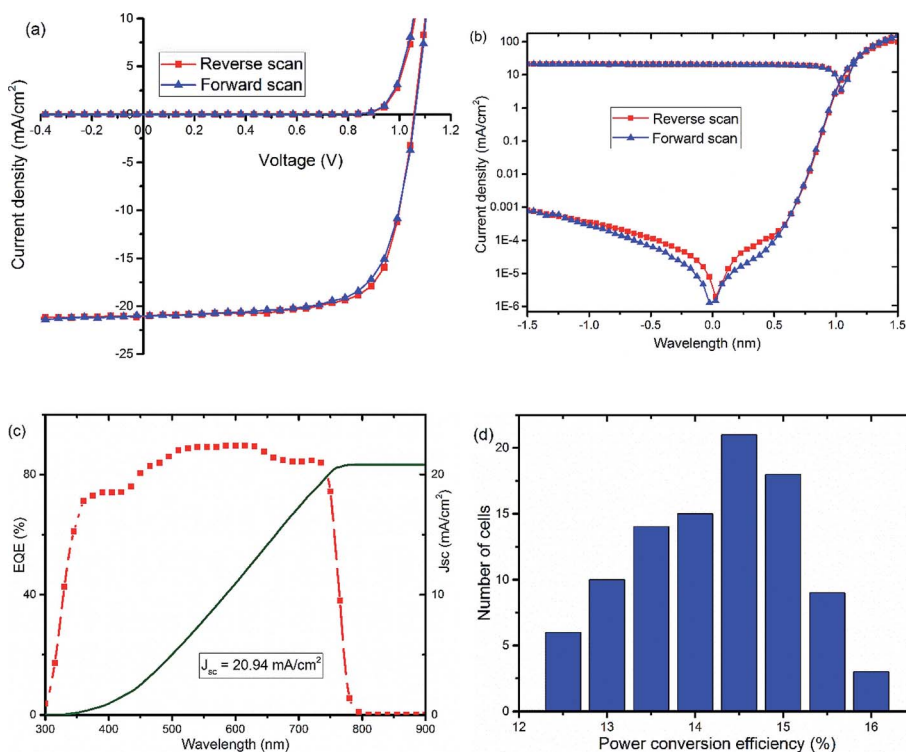 (a)
10
5
0
-5
-10
-15
-20
-25
-0.4 -0.2 0.0 0.2 0.4 0.6 0.8 1.0 1.2
Current density (mA/cm²)
Voltage (V)
Reverse scan
Forward scan
(b)
100
10
1
0.1
0.01
0.001
1E-4
1E-5
1E-6
-1.5 -1.0 -0.5 0.0 0.5 1.0 1.5
Current density (mA/cm²)
Wavelength (nm)
Reverse scan
Forward scan
(c)
80
40
0
EQE (%)
300 400 500 600 700 800 900
Wavelength (nm)
20
10
0
Jsc (mA/cm²)
Jsc = 20.94 mA/cm²
(d)
20
15
10
5
0
Number of cells
12 13 14 15 16
Power conversion efficiency (%)